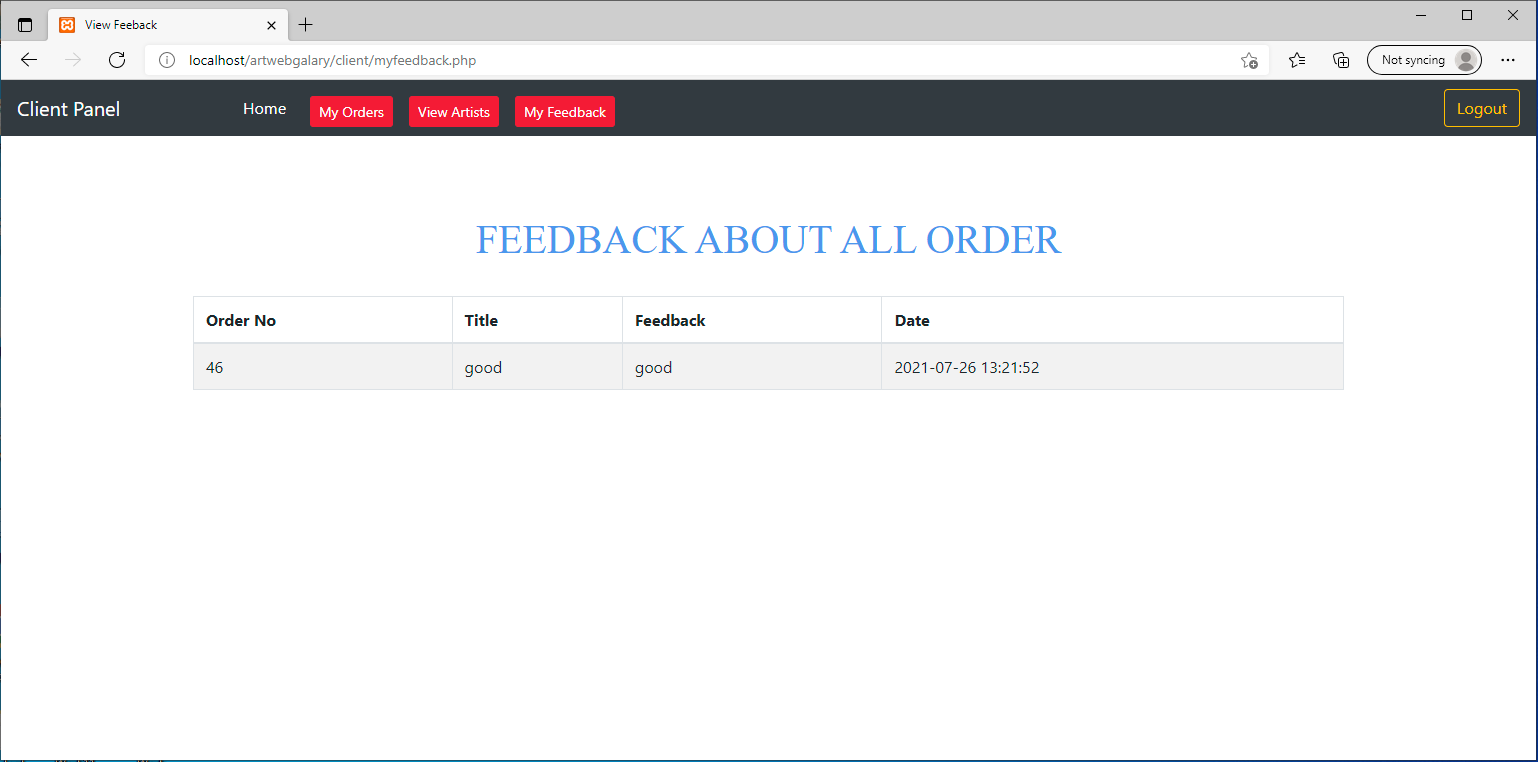 View Feeback
localhost/artwebgalary/client/myfeedback.php
Not syncing
Client Panel Home My Orders View Artists My Feedback Logout
FEEDBACK ABOUT ALL ORDER
Order No Title Feedback Date
46 good good 2021-07-26 13:21:52